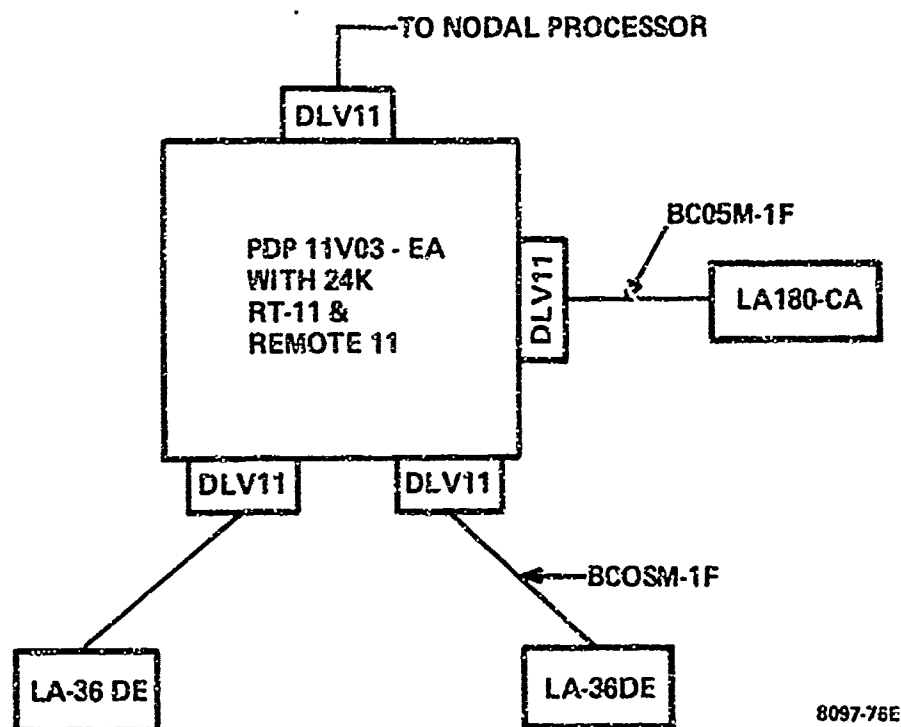 TO NODAL PROCESSOR
DLV11
BC05M-1F
PDP 11V03 - EA
WITH 24K
RT-11 &
REMOTE 11
DLV11
LA180-CA
DLV11
DLV11
BCOSM-1F
LA-36 DE
LA-36DE
8097-76E